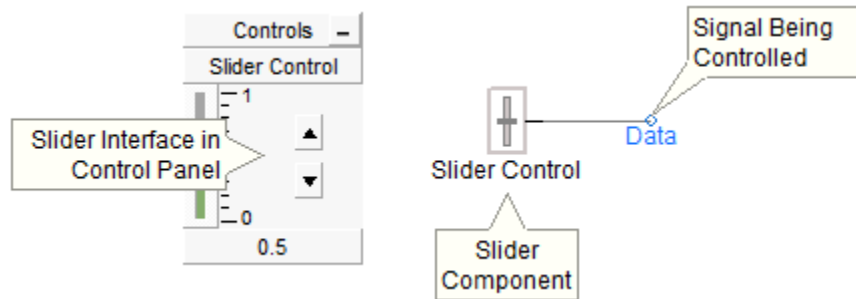 Controls
Slider Control
1
Slider Interface in
Control Panel
0
0.5
Signal Being
Controlled
Data
Slider Control
Slider
Component